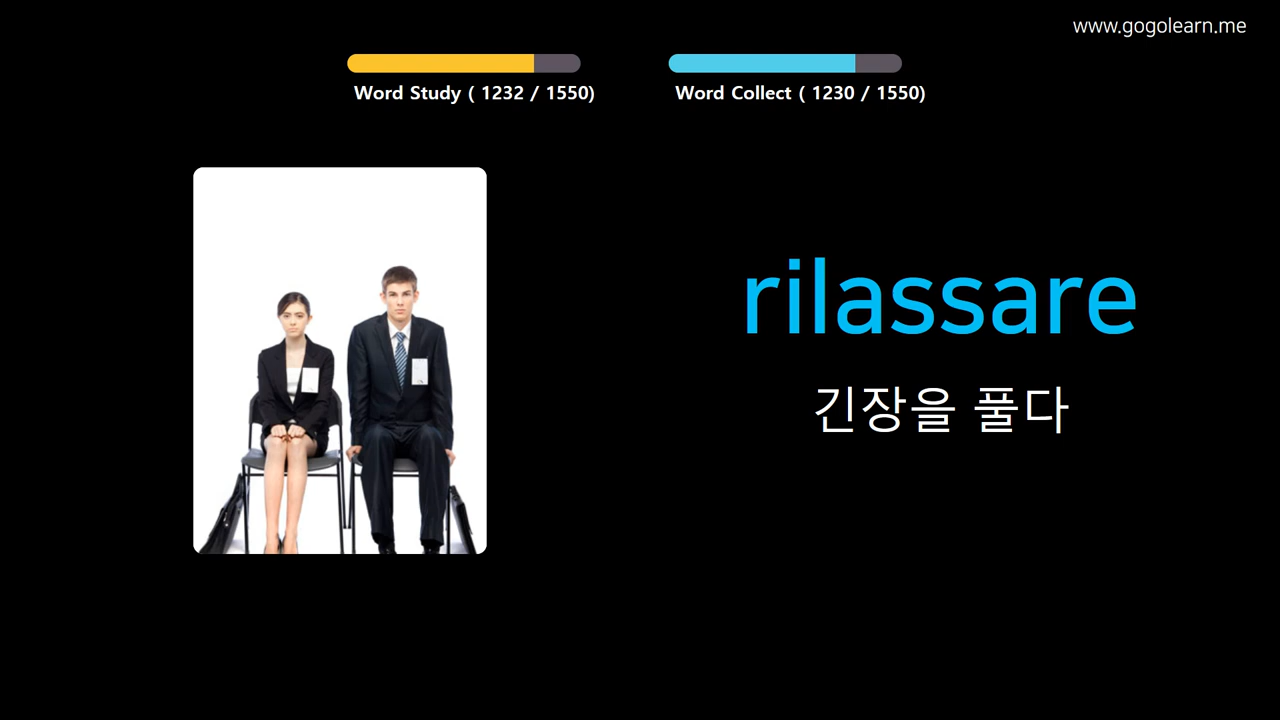 www.gogolearn.me
Word Study ( 1232 / 1550)
Word Collect ( 1230 / 1550)
rilassare
긴장을 풀다